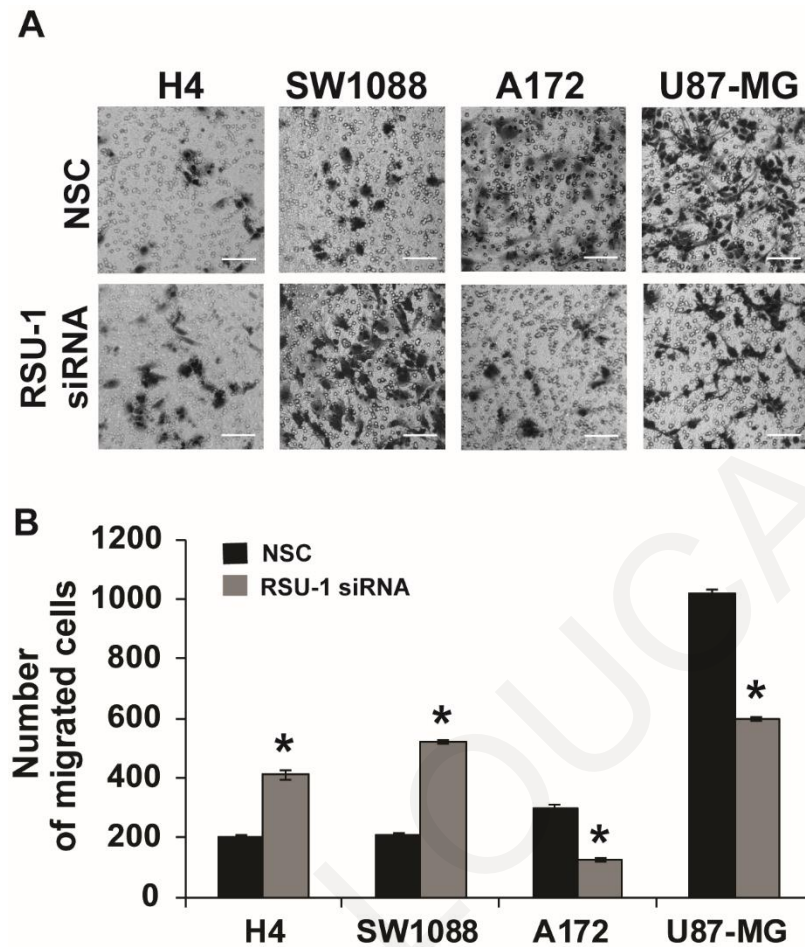 A
H4 SW1088 A172 U87-MG
NSC
RSU-1
siRNA
B
1200
1000
800
600
400
200
0
Number
of migrated cells
NSC
RSU-1 siRNA
*
*
*
*
H4 SW1088 A172 U87-MG
LOUCA